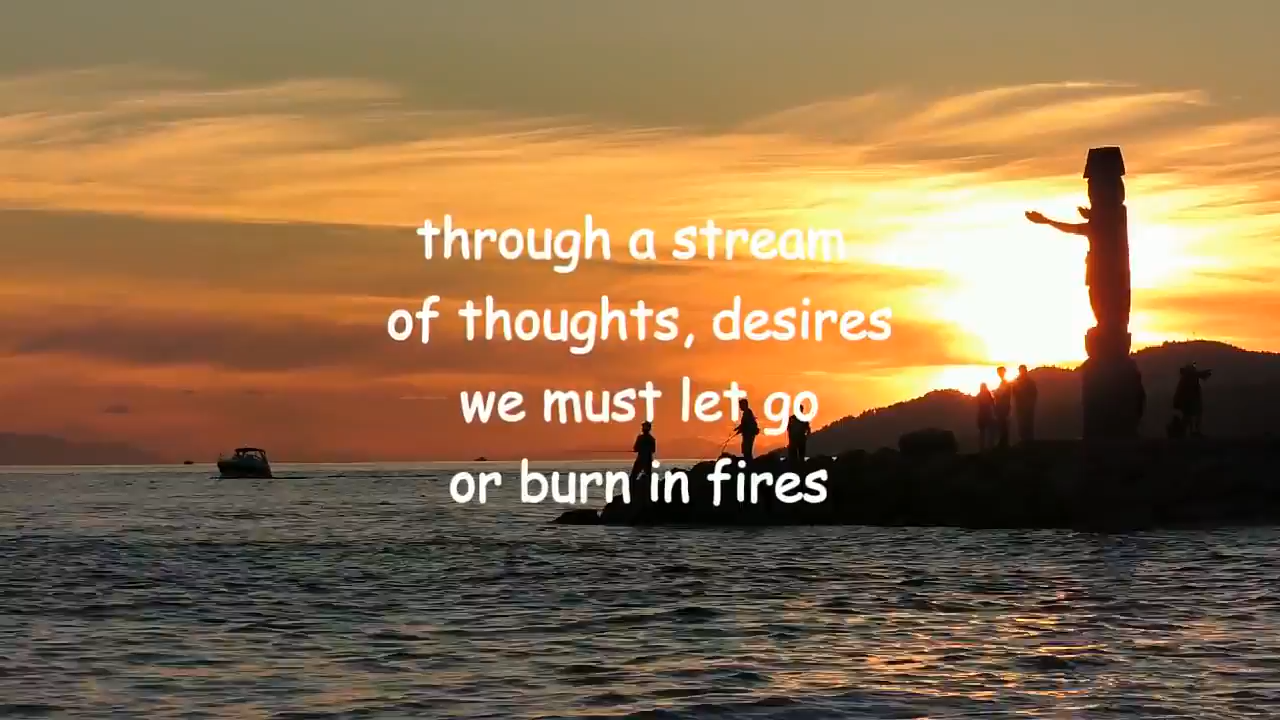 through a stream
of thoughts, desires
we must let go
or burn in fires